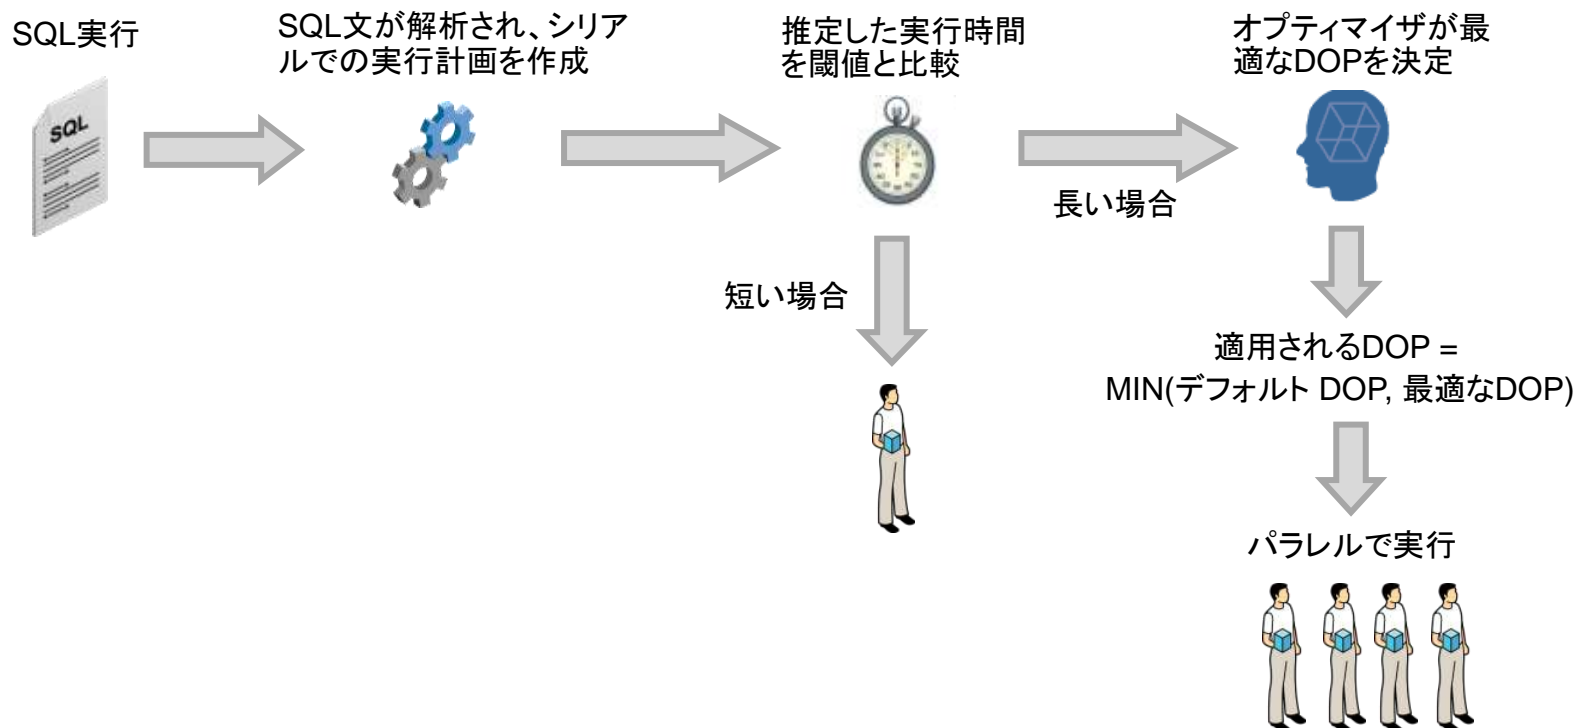 SQL実行
SQL文が解析され、シリア
ルでの実行計画を作成
推定した実行時間
を閾値と比較
オプティマイザが最
適なDOPを決定
SQL
長い場合
短い場合
適用されるDOP =
MIN(デフォルト DOP, 最適なDOP)
パラレルで実行